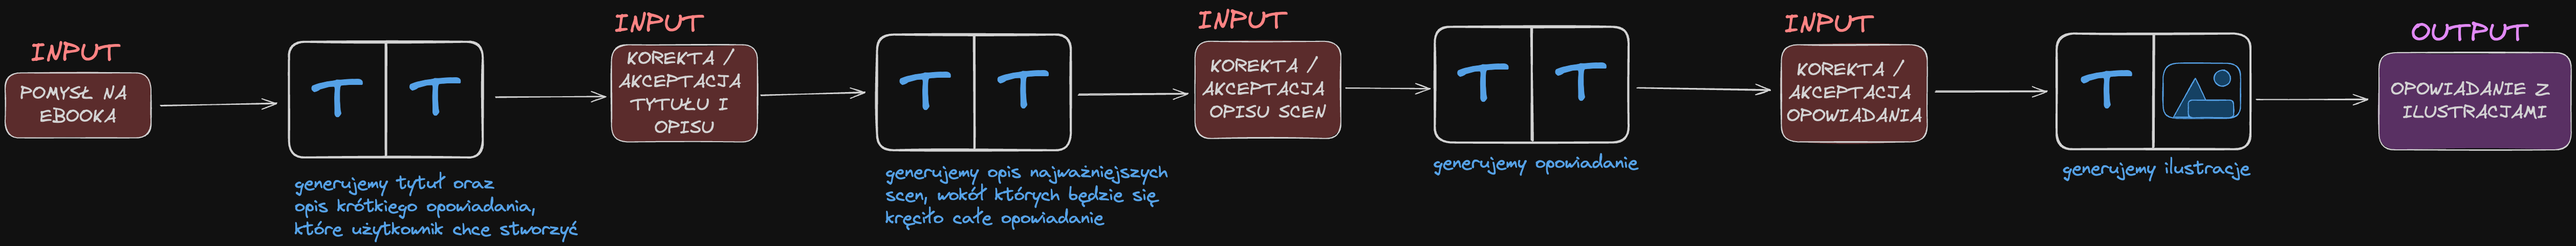 INPUT
POMYSŁ NA
EBOOKA
T T
generujemy tytuł oraz
opis krótkiego opowiadania,
które użytkownik chce stworzyć
INPUT
KOREKTA /
AKCEPTACJA
TYTUŁU I
OPISU
T T
generujemy opis najważniejszych
scen, wokół których będzie się
kręciło całe opowiadanie
INPUT
KOREKTA /
AKCEPTACJA
OPISU SCEN
T T
generujemy opowiadanie
INPUT
KOREKTA /
AKCEPTACJA
OPOWIADANIA
T
generujemy ilustracje
OUTPUT
OPOWIADANIE Z
ILUSTRACJAMI